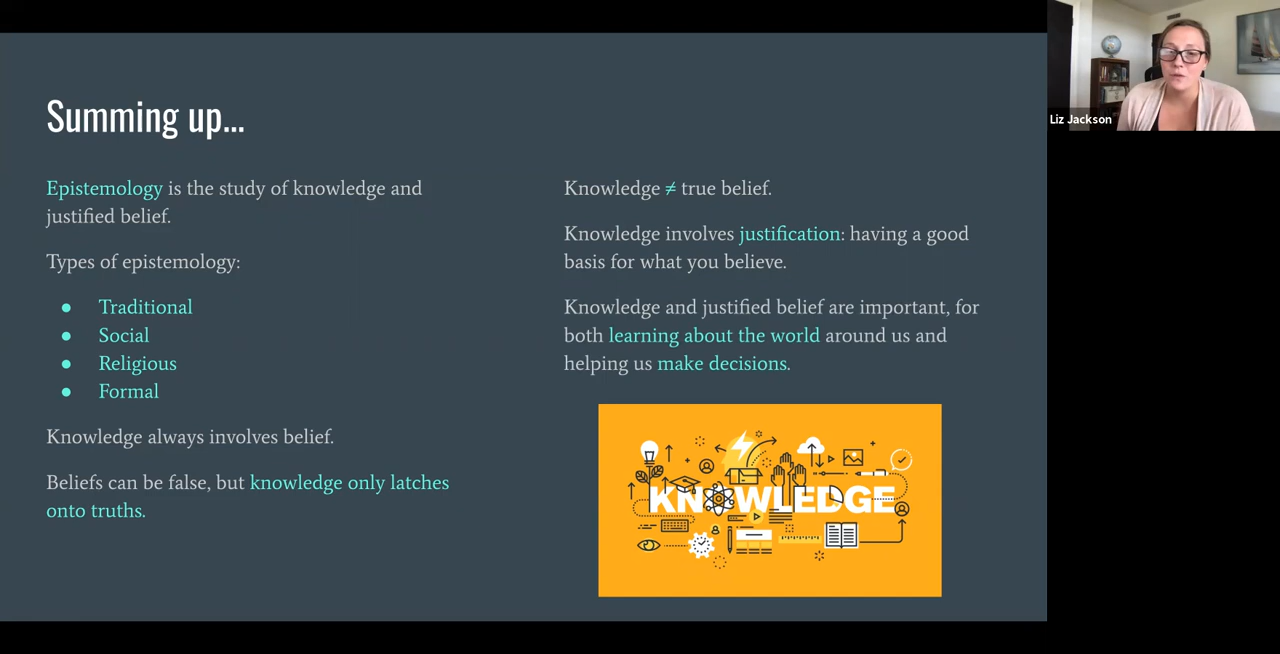 Summing up...
Epistemology is the study of knowledge and
justified belief.
Types of epistemology:
● Traditional
● Social
● Religious
● Formal
Knowledge always involves belief.
Beliefs can be false, but knowledge only latches
onto truths.
Knowledge ≠ true belief.
Knowledge involves justification: having a good
basis for what you believe.
Knowledge and justified belief are important, for
both learning about the world around us and
helping us make decisions.
KNOWLEDGE
Liz Jackson